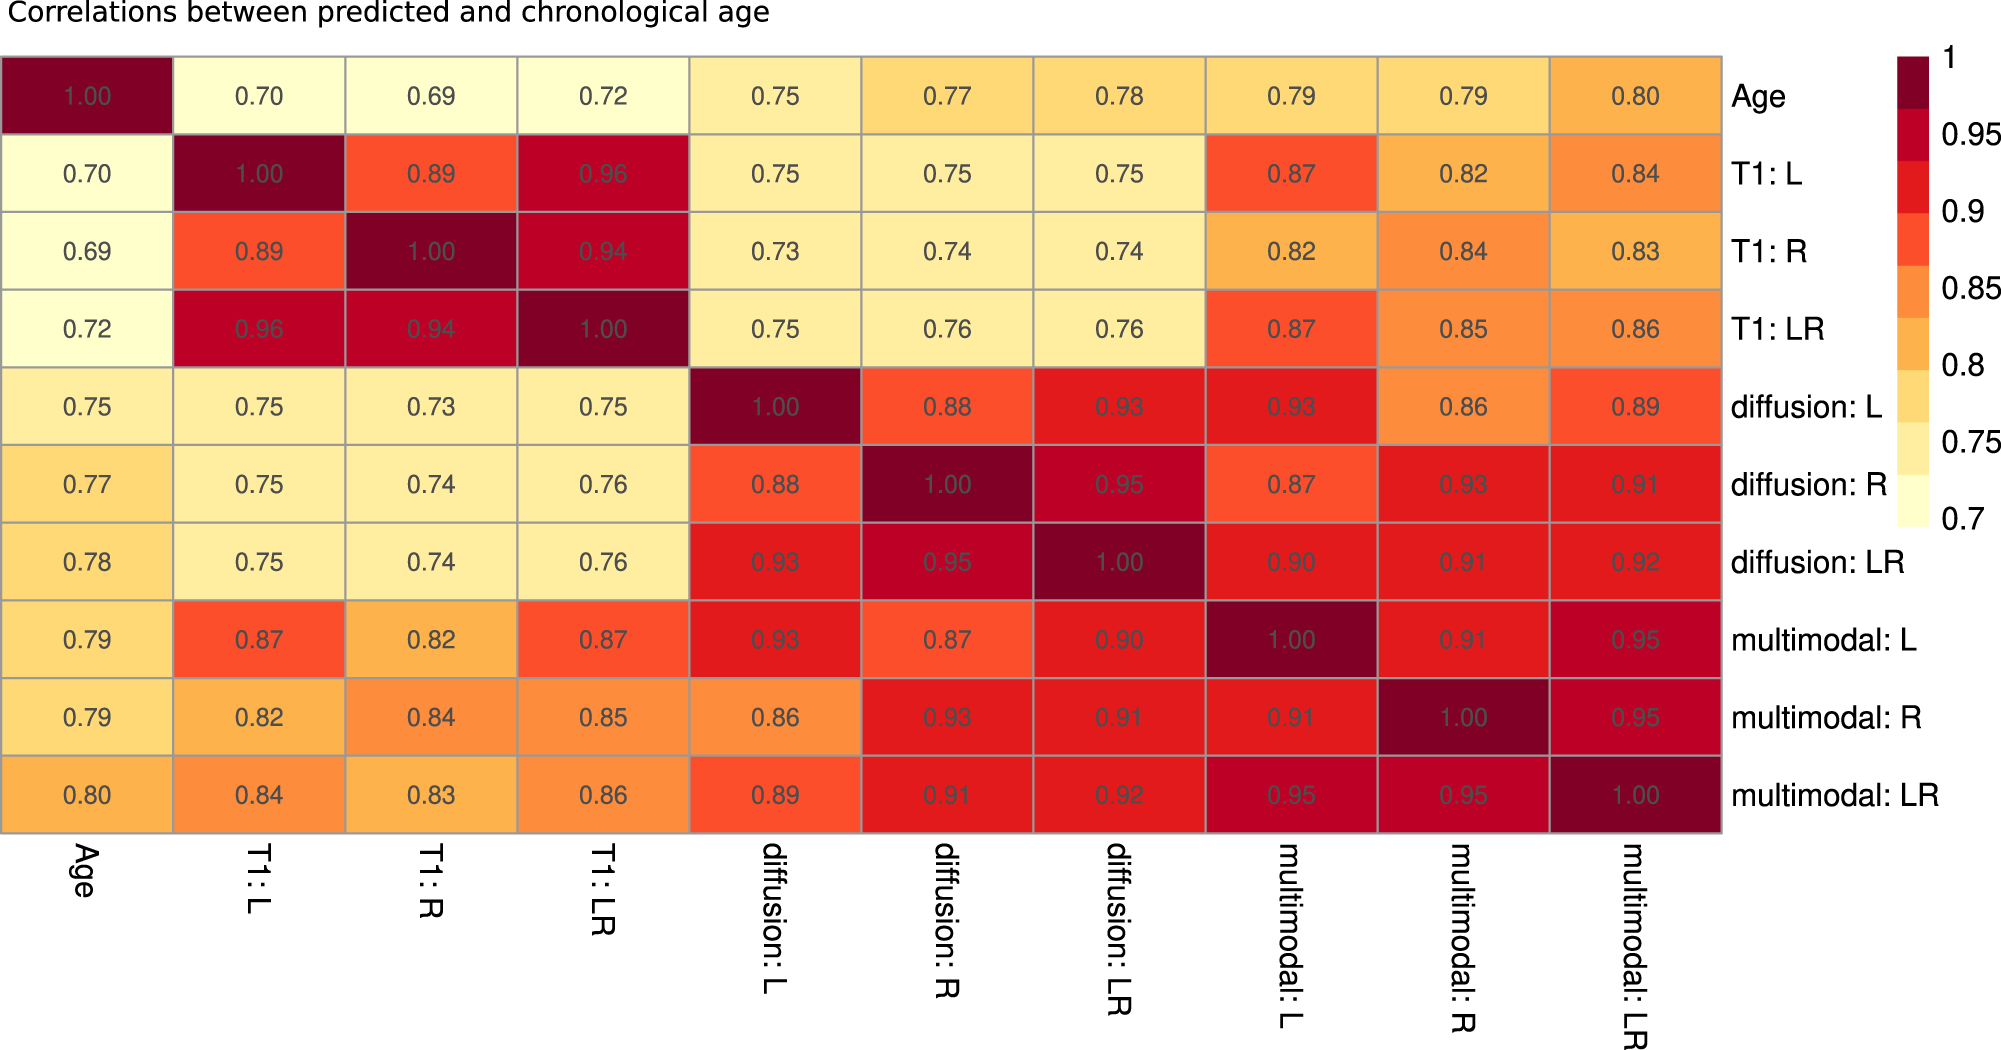 Correlations between predicted and chronological age
1.00 0.70 0.69 0.72 0.75 0.77 0.78 0.79 0.79 0.80 Age
0.70 1.00 0.89 0.96 0.75 0.75 0.75 0.87 0.82 0.84 T1: L
0.69 0.89 1.00 0.94 0.73 0.74 0.74 0.82 0.84 0.83 T1: R
0.72 0.96 0.94 1.00 0.75 0.76 0.76 0.87 0.85 0.86 T1: LR
0.75 0.75 0.73 0.75 1.00 0.88 0.93 0.93 0.86 0.89 diffusion: L
0.77 0.75 0.74 0.76 0.88 1.00 0.95 0.87 0.93 0.91 diffusion: R
0.78 0.75 0.74 0.76 0.93 0.95 1.00 0.90 0.91 0.92 diffusion: LR
0.79 0.87 0.82 0.87 0.93 0.87 0.90 1.00 0.91 0.95 multimodal: L
0.79 0.82 0.84 0.85 0.86 0.93 0.91 0.91 1.00 0.95 multimodal: R
0.80 0.84 0.83 0.86 0.89 0.91 0.92 0.95 0.95 1.00 multimodal: LR
Age
T1: L
T1: R
T1: LR
diffusion: L
diffusion: R
diffusion: LR
multimodal: L
multimodal: R
multimodal: LR
1
0.95
0.9
0.85
0.8
0.75
0.7